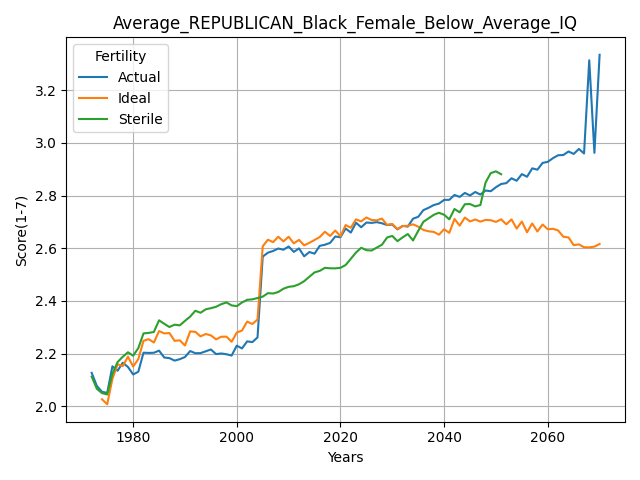 Average_REPUBLICAN_Black_Female_Below_Average_IQ
Fertility
Actual
Ideal
Sterile
Score(1-7)
3.2
3.0
2.8
2.6
2.4
2.2
2.0
1980
2000
2020
2040
2060
Years